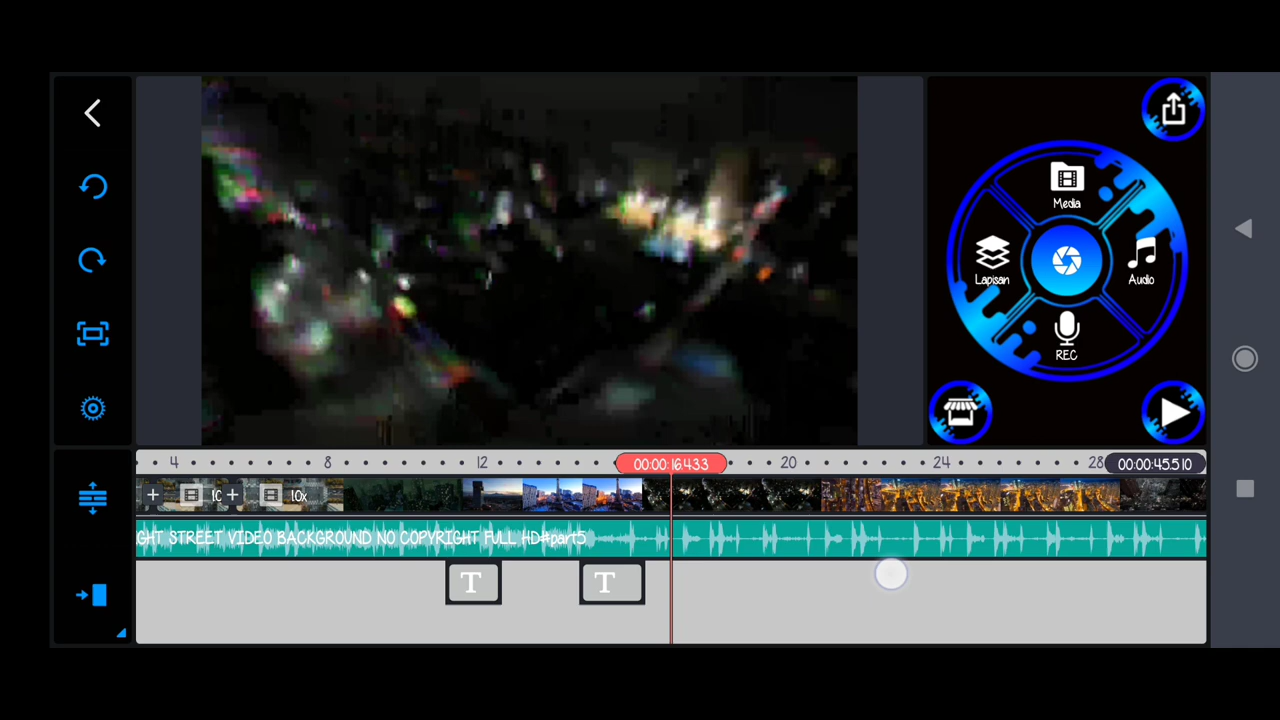 Media
Lapisan
Audio
REC
4
8
12
00:00:16.433
20
24
28
00:00:45.510
10x
GHT STREET VIDEO BACKGROUND NO COPYRIGHT FULL HD#part5
T
T